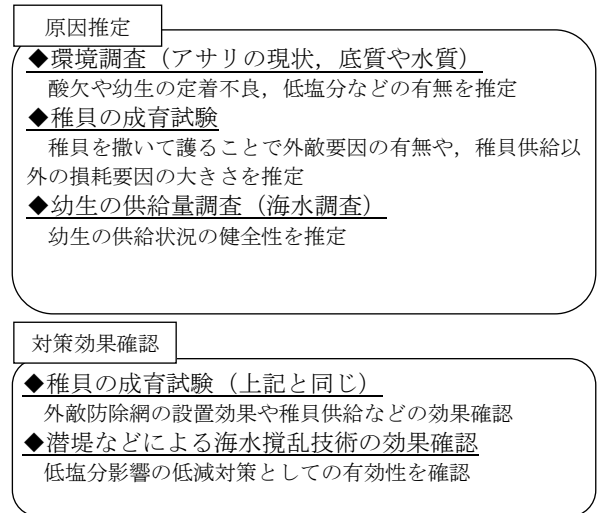 原因推定
◆環境調査（アサリの現状，底質や水質）
酸欠や幼生の定着不良，低塩分などの有無を推定
◆稚貝の成育試験
稚貝を撒いて護ることで外敵要因の有無や，稚貝供給以
外の損耗要因の大きさを推定
◆幼生の供給量調査（海水調査）
幼生の供給状況の健全性を推定
対策効果確認
◆稚貝の成育試験（上記と同じ）
外敵防除網の設置効果や稚貝供給などの効果確認
◆潜堤などによる海水撹乱技術の効果確認
低塩分影響の低減対策としての有効性を確認